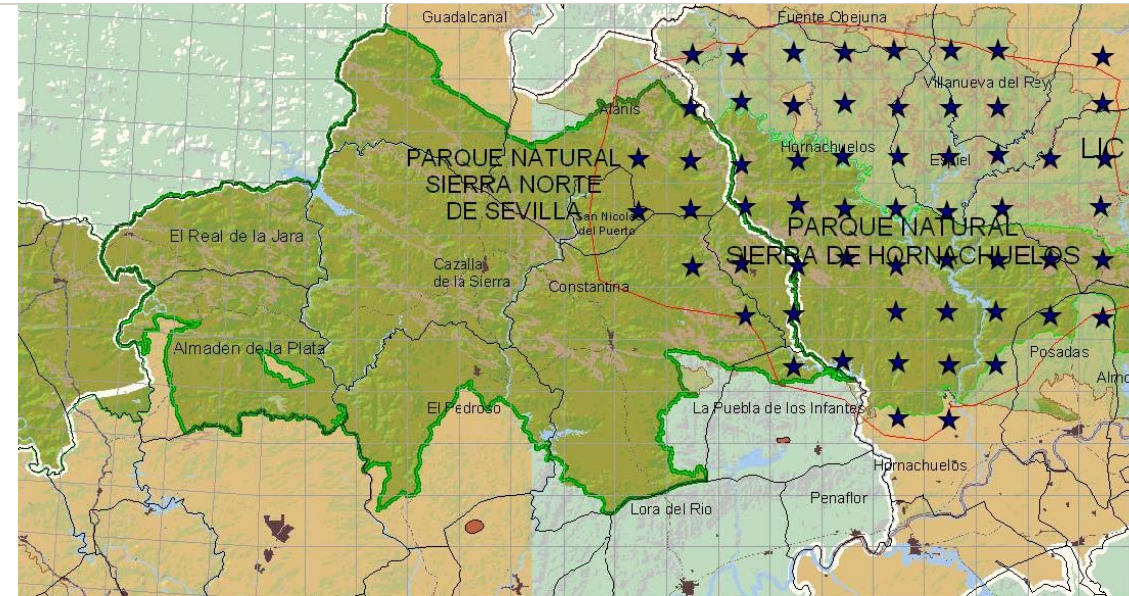 Guadalcanal
Fuente Obejuna
Villanueva del Rey
Alanis
Hornachuelos
Espiel
LIC
PARQUE NATURAL
SIERRA NORTE
DE SEVILLA
San Nicolas
del Puerto
PARQUE NATURAL
SIERRA DE HORNACHUELOS
El Real de la Jara
Cazalla
de la Sierra
Constantina
Almaden de la Plata
Posadas
Almo
El Pedroso
La Puebla de los Infantes
Hornachuelos
Penaflor
Lora del Rio